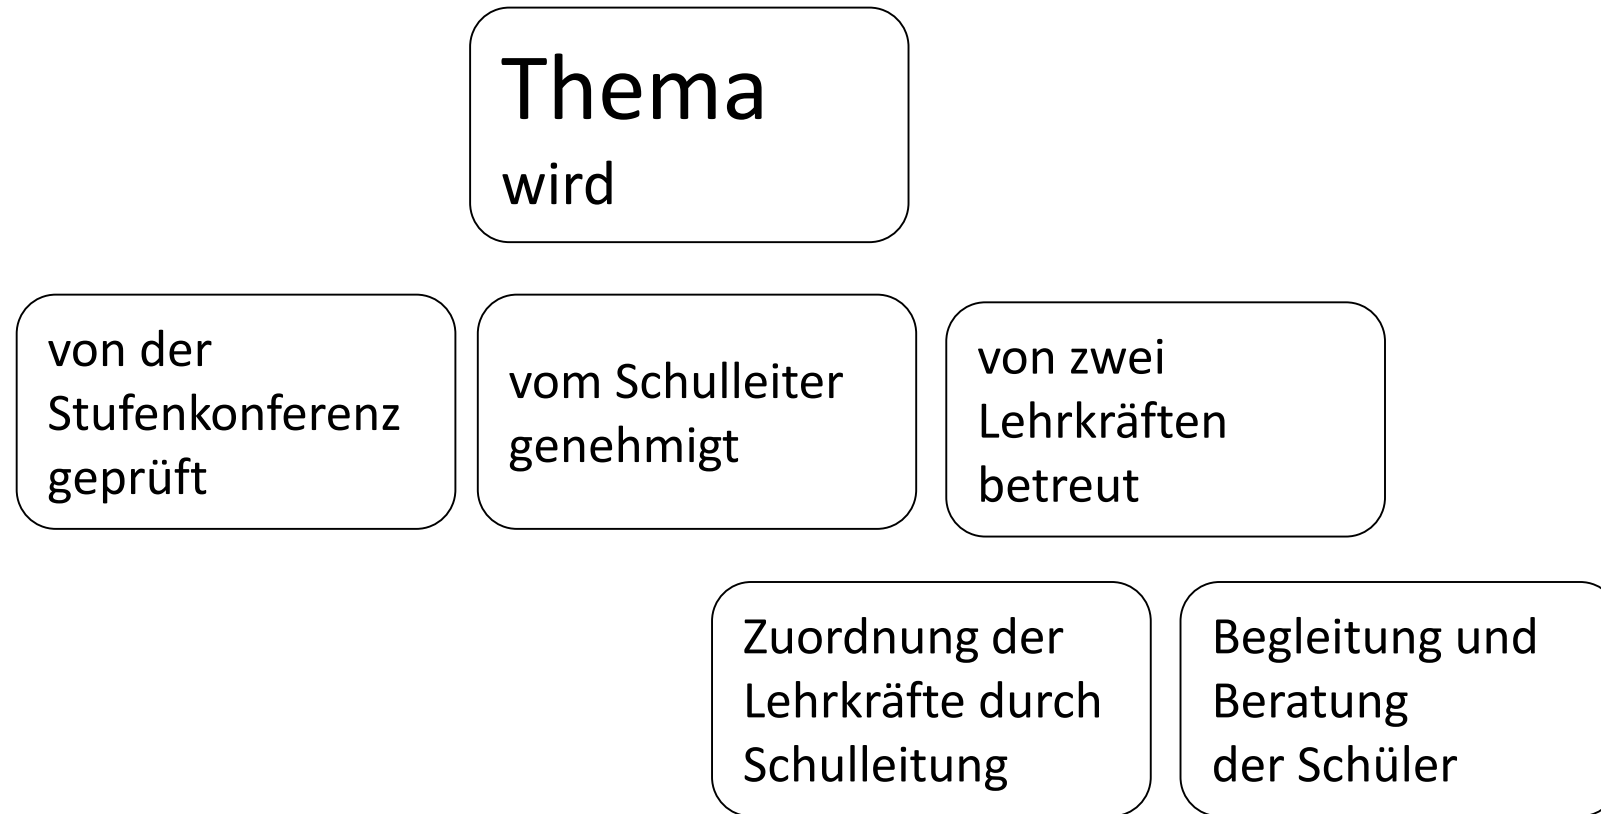 Thema
wird
von der
Stufenkonferenz
geprüft
vom Schulleiter
genehmigt
von zwei
Lehrkräften
betreut
Zuordnung der
Lehrkräfte durch
Schulleitung
Begleitung und
Beratung
der Schüler